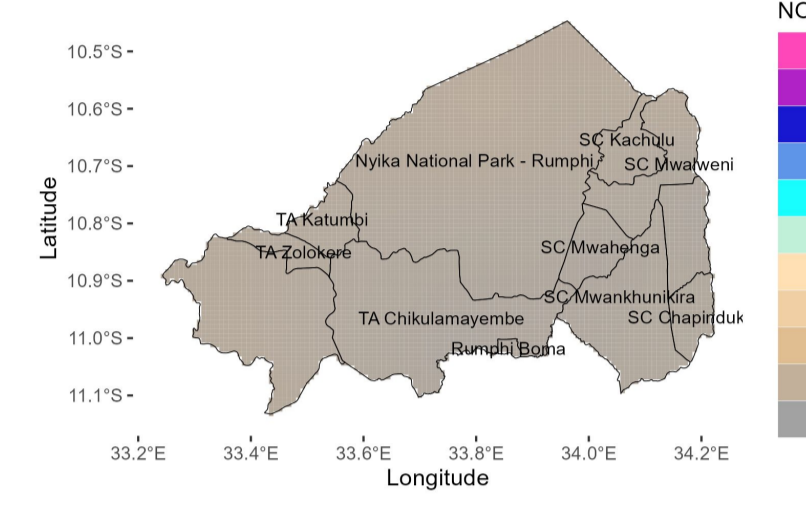 NO
10.5°S
10.6°S
10.7°S
10.8°S
10.9°S
11.0°S
11.1°S
Latitude
SC Kachulu
Nyika National Park - Rumphi
SC Mwalweni
TA Katumbi
TA Zolokere
SC Mwahenga
SC Mwankhunikira
TA Chikulamayembe
SC Chapinduk
Rumphi Boma
33.2°E
33.4°E
33.6°E
33.8°E
34.0°E
34.2°E
Longitude